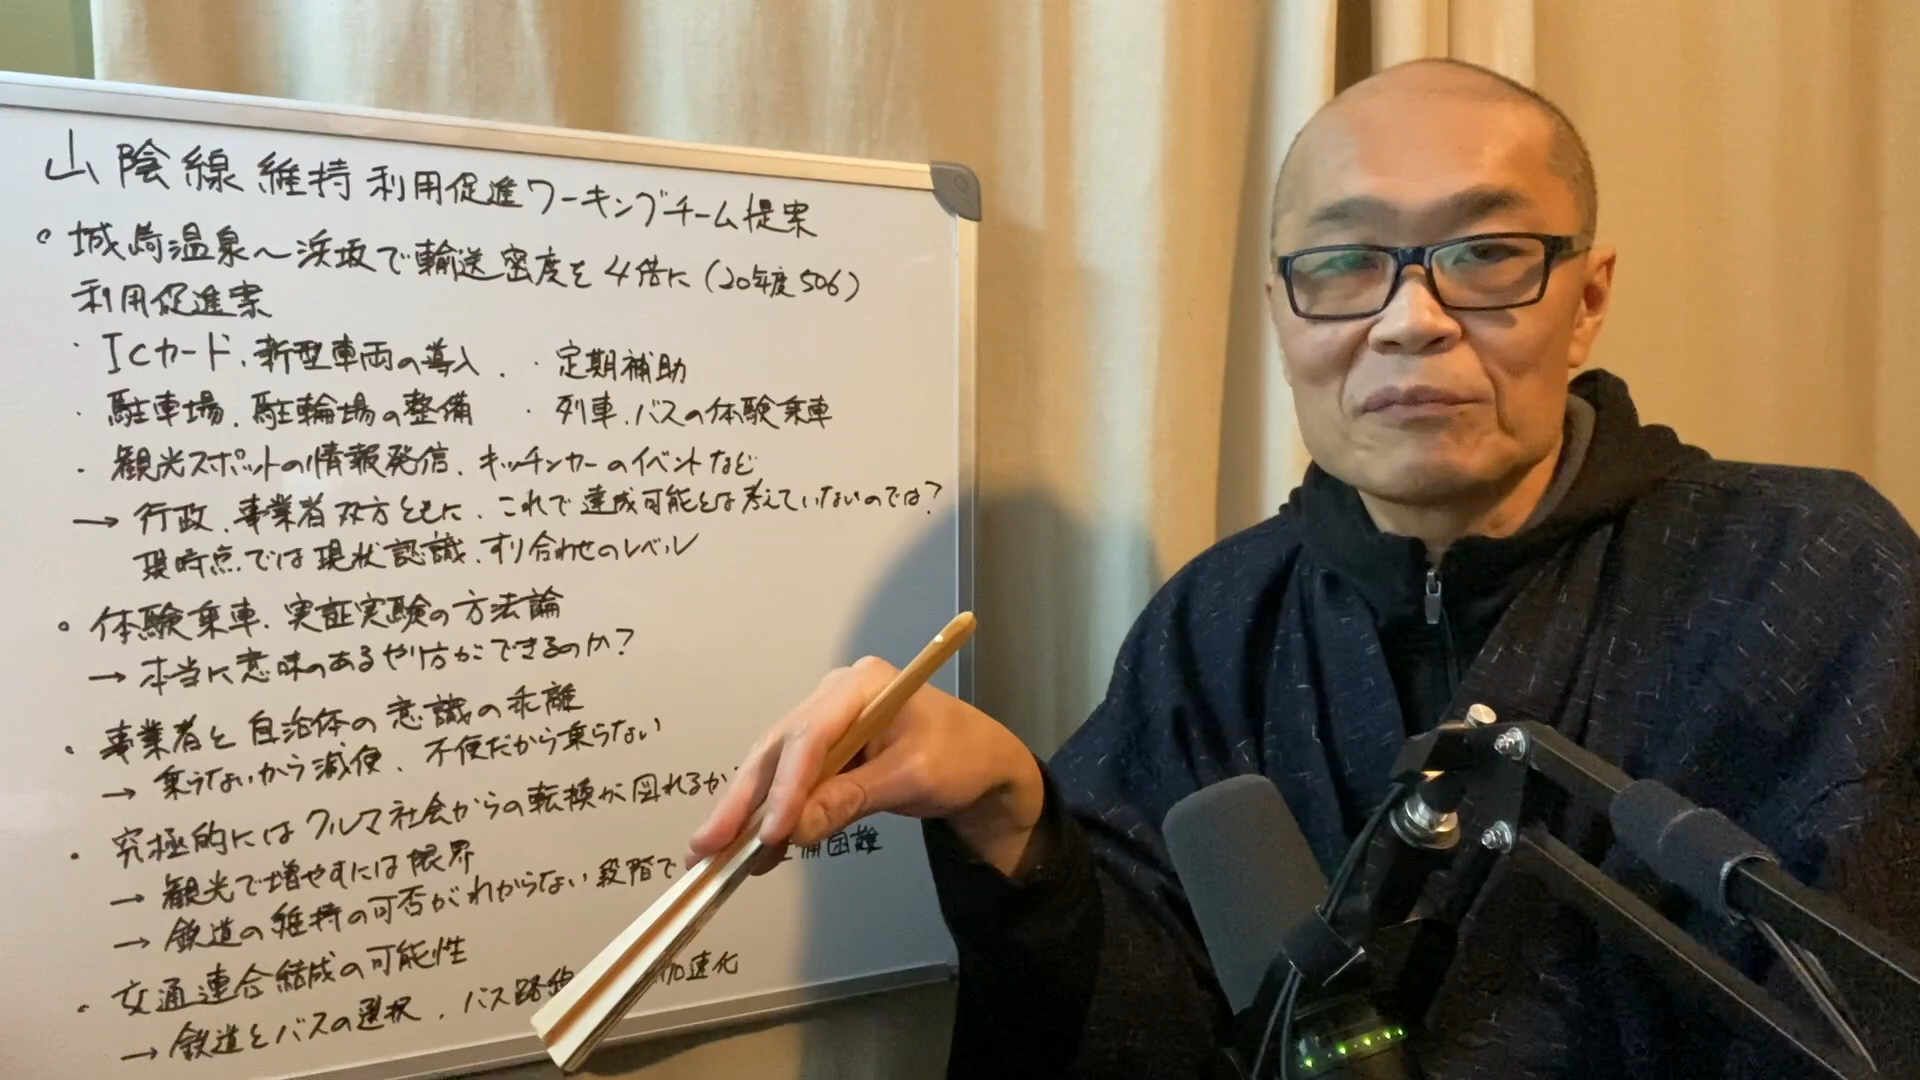 山陰線維持利用促進ワーキングチーム提案
。城崎温泉〜浜坂で輸送密度を4倍に(20年度506)
利用促進案
・ICカード、新型車両の導入、 ・定期補助
・駐車場、駐輪場の整備 ・列車、バスの体験乗車
・観光スポットの情報発信、キッチンカーのイベントなど
→ 行政、事業者双方ともに、これで達成可能とは考えていないのでは?
現時点では現状認識、すり合わせのレベル
。体験乗車、実証実験の方法論
→ 本当に意味のあるやり方ができるのか?
。事業者と自治体の意識の乖離
→ 乗らないから減便、不便だから乗らない
。究極的にはクルマ社会からの転換が図れるか
→ 観光で増やすには限界
→ 鉄道の維持の可否がわからない段階で 備困難
。交通連合結成の可能性
→ 鉄道とバスの選択、バス路線 加速化